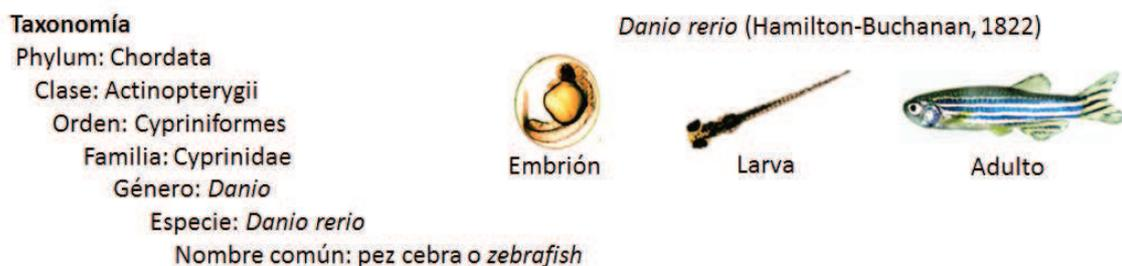 Taxonomía
Phylum: Chordata
Clase: Actinopterygii
Orden: Cypriniformes
Familia: Cyprinidae
Género: Danio
Especie: Danio rerio
Nombre común: pez cebra o zebrafish
Danio rerio (Hamilton-Buchanan, 1822)
Embrión
Larva
Adulto